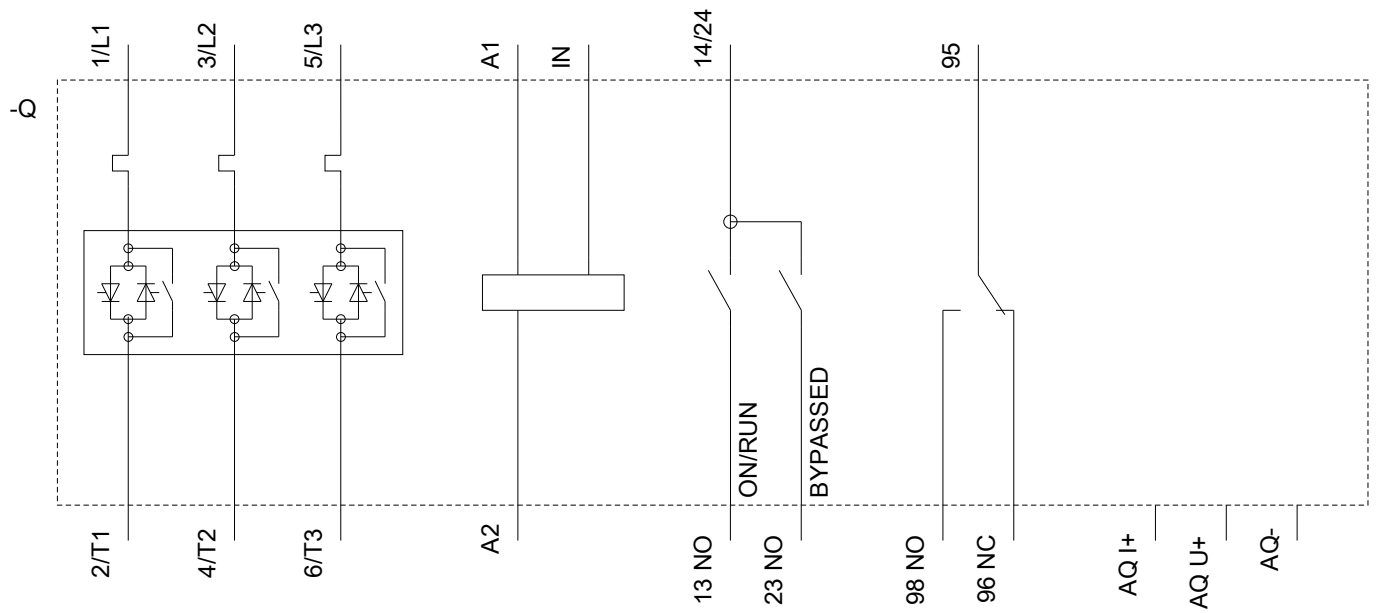 1/L1
3/L2
5/L3
A1
IN
14/24
95
-Q
ON/RUN
BYPASSED
2/T1
4/T2
6/T3
A2
13 NO
23 NO
98 NO
96 NC
AQ I+
AQ U+
AQ-